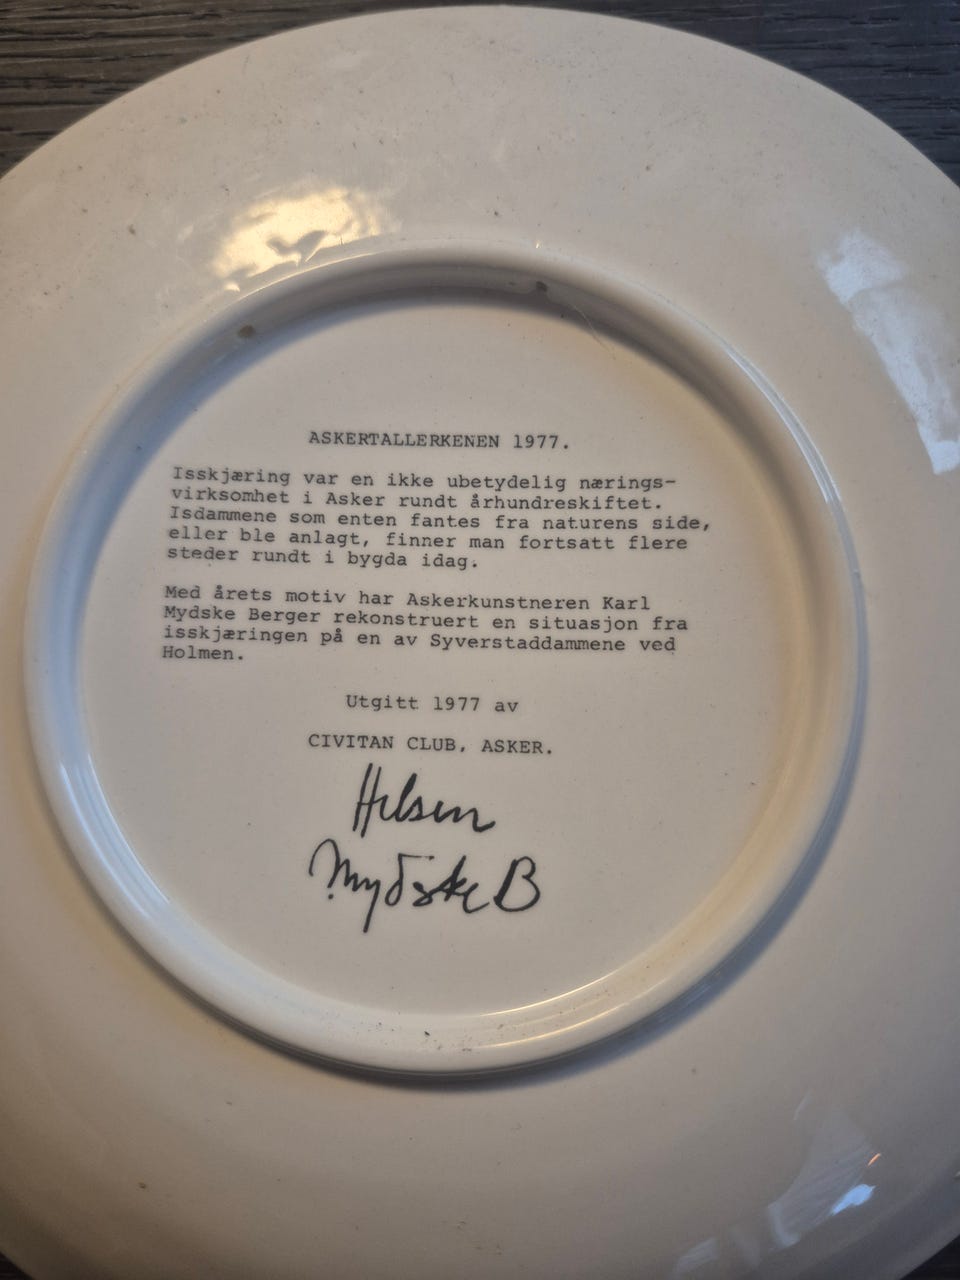 ASKERTALLERKENEN 1977.
Isskjæring var en ikke ubetydelig nærings-
virksomhet i Asker rundt århundreskiftet.
Isdammene som enten fantes fra naturens side,
eller ble anlagt, finner man fortsatt flere
steder rundt i bygda idag.
Med årets motiv har Askerkunstneren Karl
Mydske Berger rekonstruert en situasjon fra
isskjæringen på en av Syverstaddammene ved
Holmen.
Utgitt 1977 av
CIVITAN CLUB, ASKER.
Hilsen
Mydske B